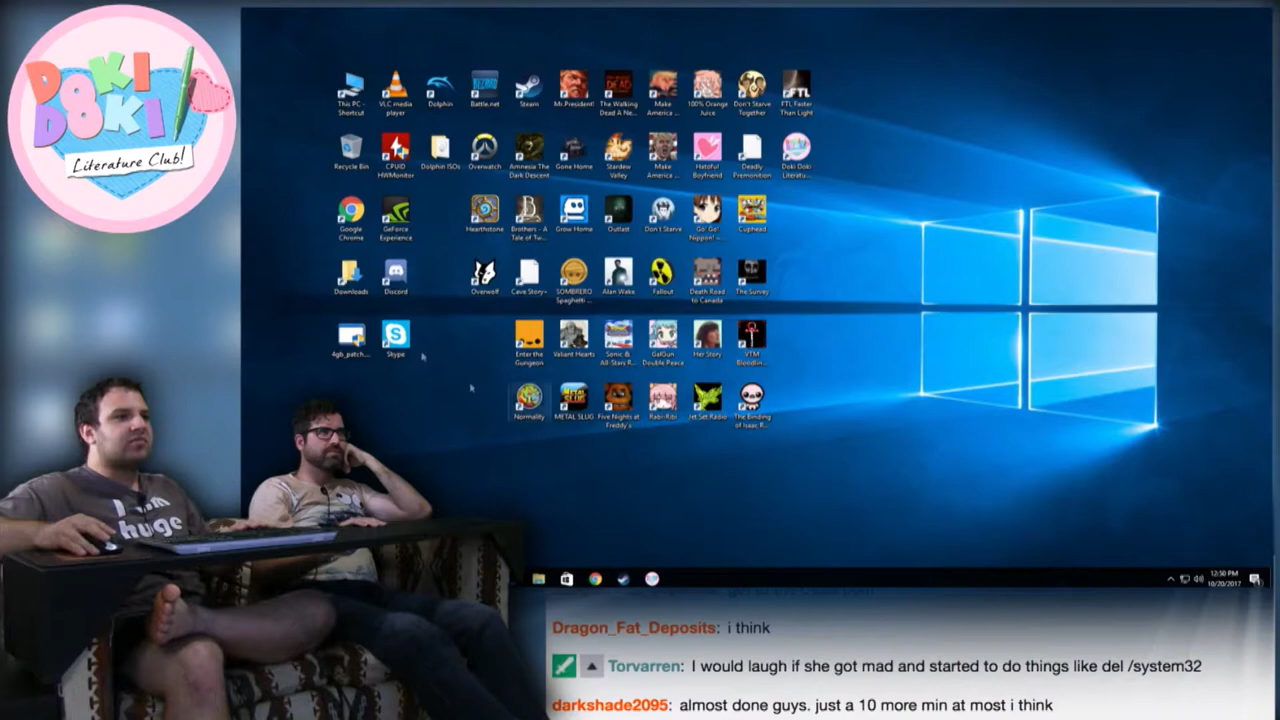 DOKI
DOKI
Literature Club!
This PC -
Shortcut
VLC media
player
Dolphin
Battle.net
Steam
Mr.President!
The Walking
Dead A Ne...
Make
America ...
100% Orange
Juice
Don't Starve
Together
FTL Faster
Than Light
Recycle Bin
CPUID
HWMonitor
Dolphin ISOs
Overwatch
Amnesia The
Dark Descent
Gone Home
Stardew
Valley
Make
America ...
Hatoful
Boyfriend
Deadly
Premonition
Doki Doki
Literatu...
Google
Chrome
GeForce
Experience
Hearthstone
Brothers - A
Tale of Tw...
Grow Home
Outlast
Don't Starve
Go! Go!
Nippon! ~...
Cuphead
Downloads
Discord
Overwolf
Cave Story+
SOMBRERO
Spaghetti ...
Alan Wake
Fallout
Death Road
to Canada
The Survey
4gb_patch...
Skype
Enter the
Gungeon
Valiant Hearts
Sonic &
All-Stars R...
GalGun
Double Peace
Her Story
VTM
Bloodlin...
Normality
METAL SLUG
Five Nights at
Freddy's
Rabi-Ribi
Jet Set Radio
The Binding
of Isaac R...
I am
huge
12:50 PM
10/20/2017
Dragon_Fat_Deposits: i think
Torvarren: I would laugh if she got mad and started to do things like del /system32
darkshade2095: almost done guys. just a 10 more min at most i think